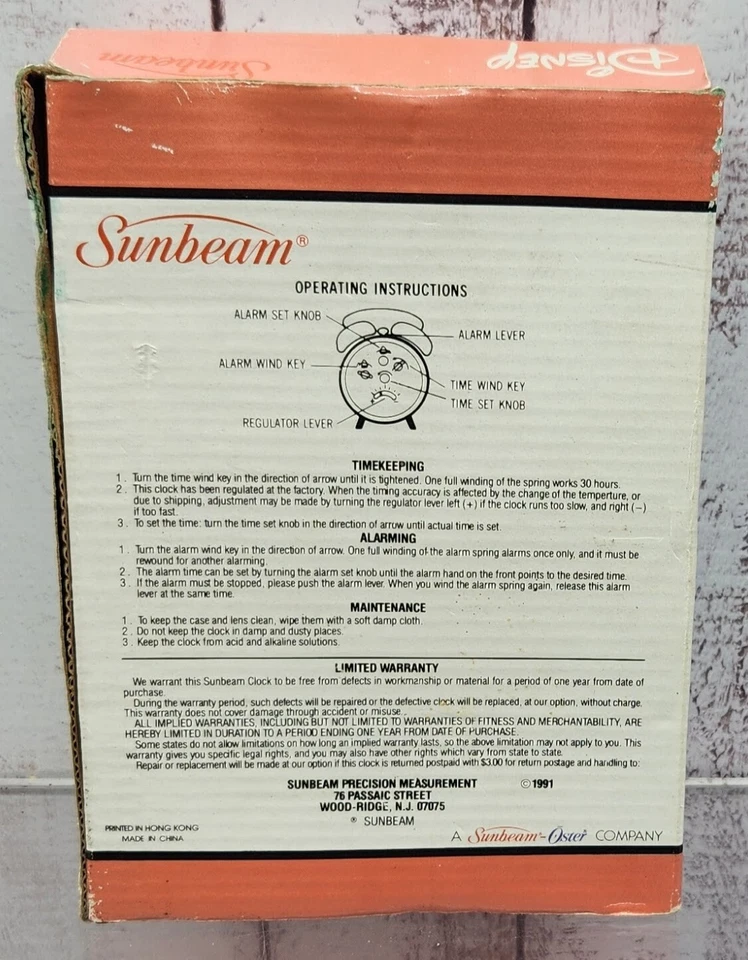 Sunbeam
Disney
Sunbeam®
OPERATING INSTRUCTIONS
ALARM SET KNOB
ALARM LEVER
ALARM WIND KEY
TIME WIND KEY
TIME SET KNOB
REGULATOR LEVER
TIMEKEEPING
1. Turn the time wind key in the direction of arrow until it is tightened. One full winding of the spring works 30 hours.
2. This clock has been regulated at the factory. When the timing accuracy is affected by the change of the temperture, or
due to shipping, adjustment may be made by turning the regulator lever left (+) if the clock runs too slow, and right (−)
if too fast.
3. To set the time: turn the time set knob in the direction of arrow until actual time is set.
ALARMING
1. Turn the alarm wind key in the direction of arrow. One full winding of the alarm spring alarms once only, and it must be
rewound for another alarming.
2. The alarm time can be set by turning the alarm set knob until the alarm hand on the front points to the desired time.
3. If the alarm must be stopped, please push the alarm lever. When you wind the alarm spring again, release this alarm
lever at the same time.
MAINTENANCE
1. To keep the case and lens clean, wipe them with a soft damp cloth.
2. Do not keep the clock in damp and dusty places.
3. Keep the clock from acid and alkaline solutions.
LIMITED WARRANTY
We warrant this Sunbeam Clock to be free from defects in workmanship or material for a period of one year from date of
purchase.
During the warranty period, such defects will be repaired or the defective clock will be replaced, at our option, without charge.
This warranty does not cover damage through accident or misuse.
ALL IMPLIED WARRANTIES, INCLUDING BUT NOT LIMITED TO WARRANTIES OF FITNESS AND MERCHANTABILITY, ARE
HEREBY LIMITED IN DURATION TO A PERIOD ENDING ONE YEAR FROM DATE OF PURCHASE.
Some states do not allow limitations on how long an implied warranty lasts, so the above limitation may not apply to you. This
warranty gives you specific legal rights, and you may also have other rights which vary from state to state.
Repair or replacement will be made at our option if this clock is returned postpaid with $3.00 for return postage and handling to:
SUNBEAM PRECISION MEASUREMENT ©1991
76 PASSAIC STREET
WOOD-RIDGE, N.J. 07075
® SUNBEAM
PRINTED IN HONG KONG
MADE IN CHINA
A Sunbeam-Oster COMPANY